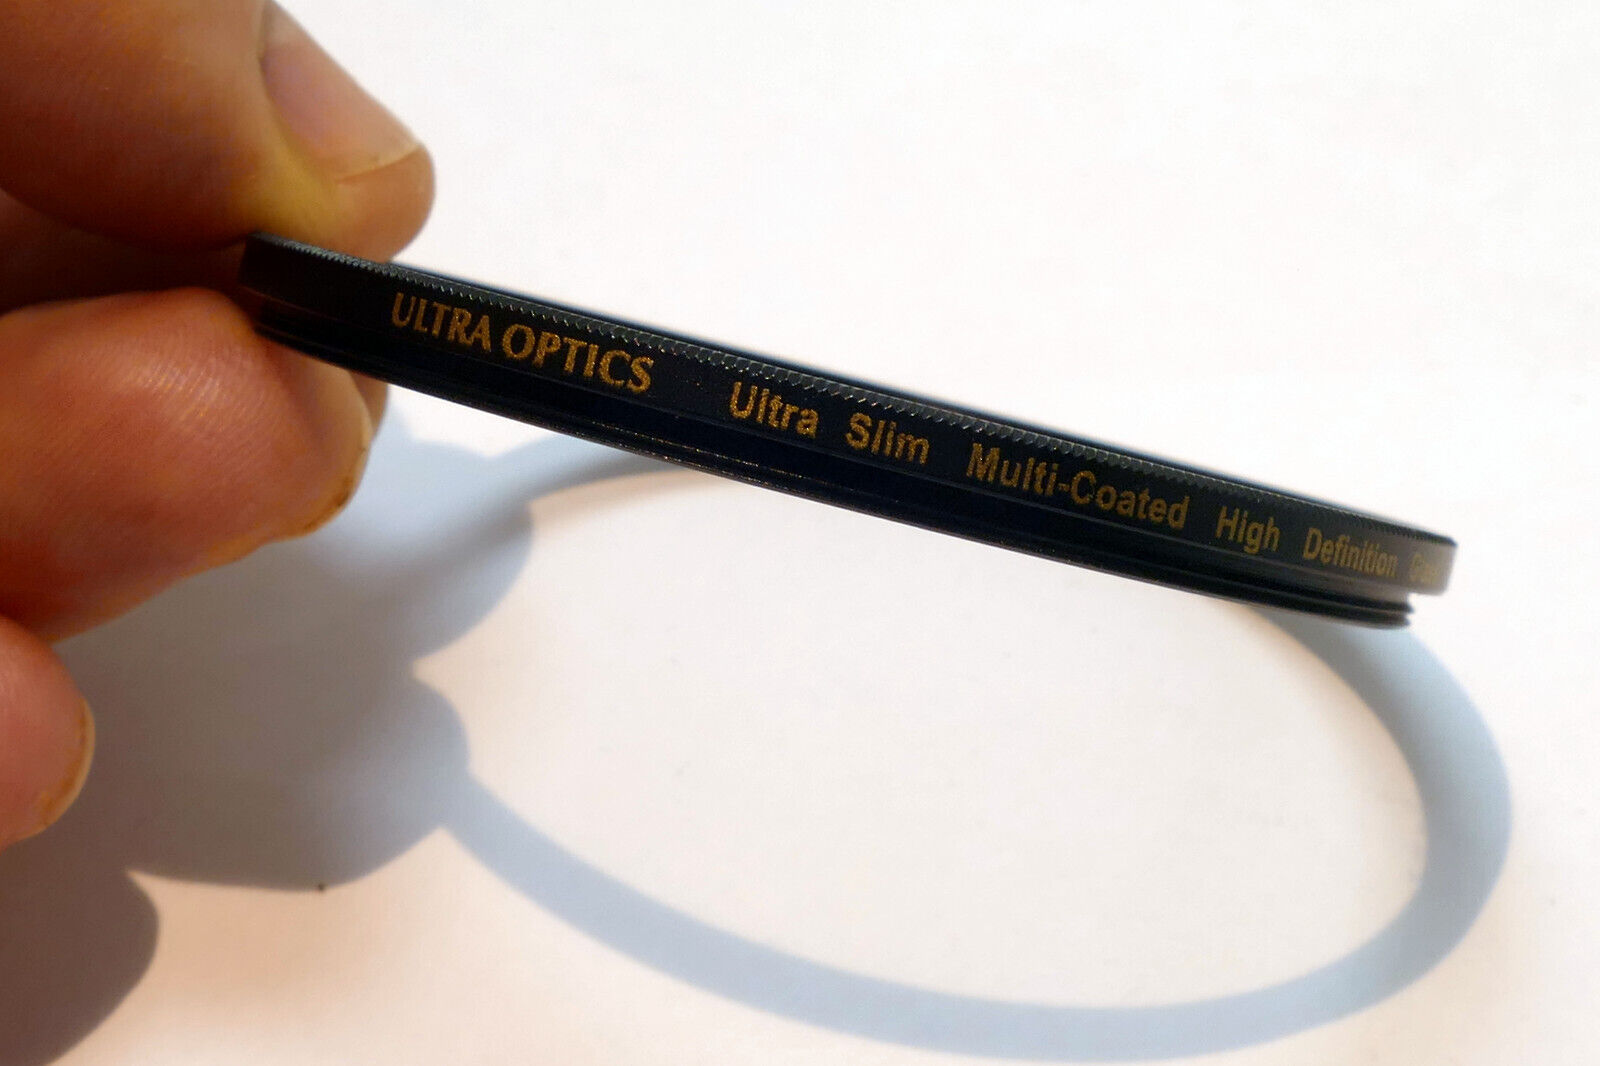 ULTRA OPTICS Ultra Slim Multi-Coated High Definition